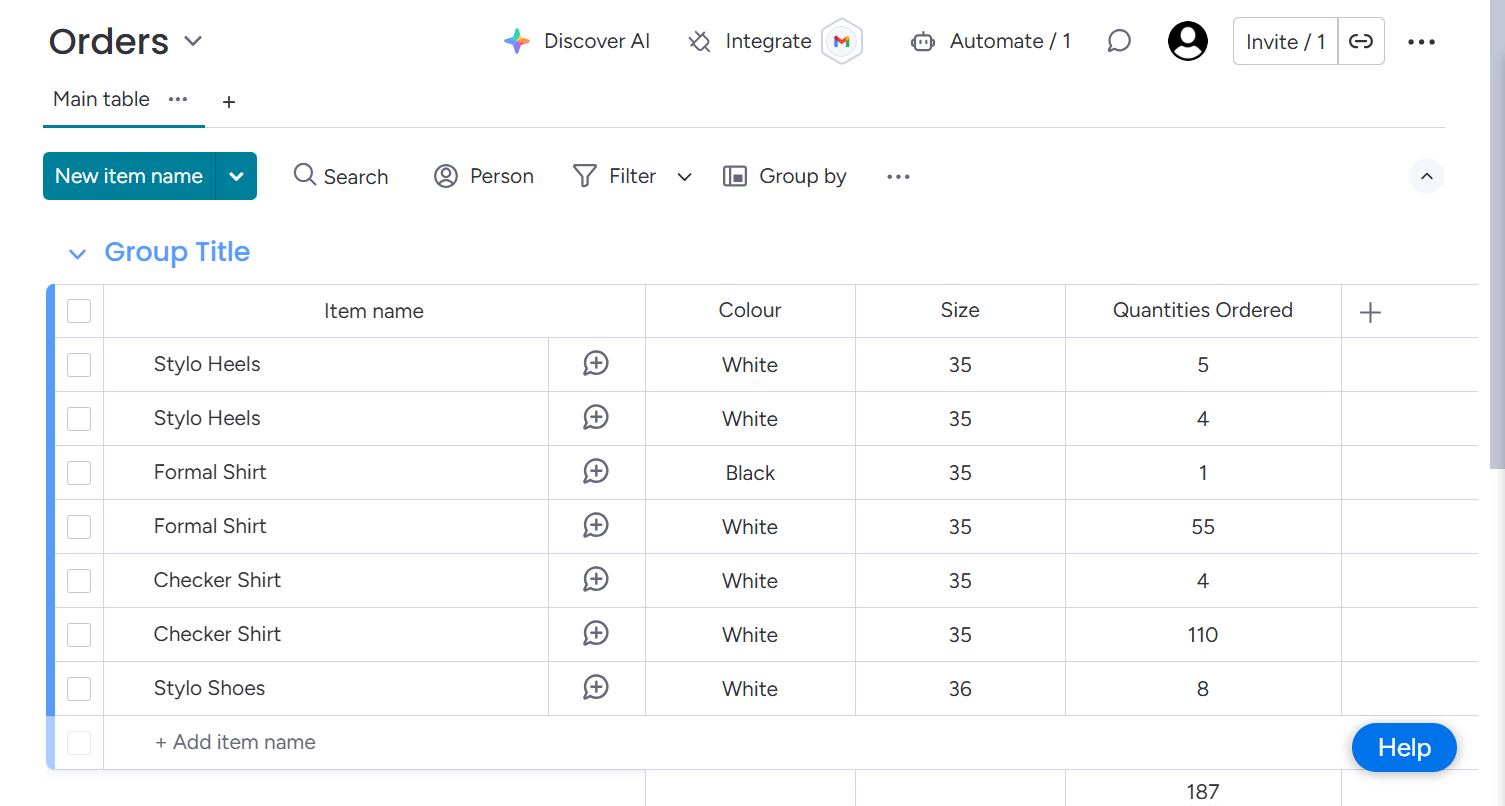 Orders
Discover AI
Integrate
Automate / 1
Invite / 1
Main table
+
New item name
Search
Person
Filter
Group by
Group Title
Item name Colour Size Quantities Ordered
Stylo Heels White 35 5
Stylo Heels White 35 4
Formal Shirt Black 35 1
Formal Shirt White 35 55
Checker Shirt White 35 4
Checker Shirt White 35 110
Stylo Shoes White 36 8
+ Add item name
Help
187